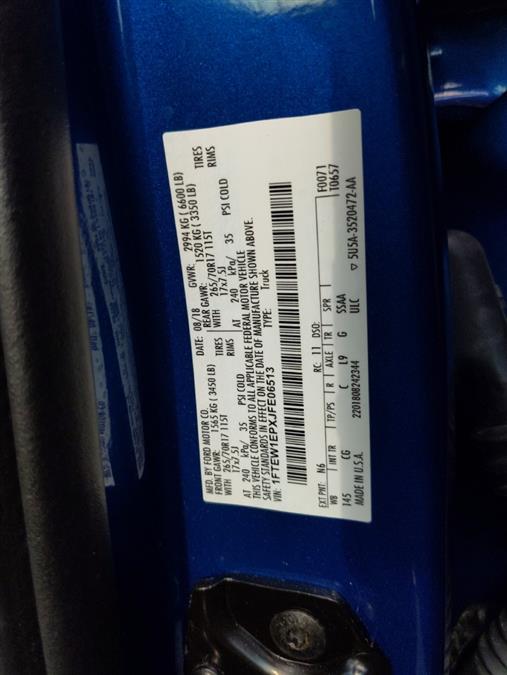 MFD. BY FORD MOTOR CO. DATE: 08/18 GVWR: 2994 KG ( 6600 LB)
FRONT GAWR: 1565 KG ( 3450 LB) REAR GAWR: 1520 KG ( 3350 LB)
WITH 265/70R17 115T TIRES WITH 265/70R17 115T TIRES
17x7.5J RIMS 17x7.5J RIMS
AT 240 kPa/ 35 PSI COLD AT 240 kPa/ 35 PSI COLD
THIS VEHICLE CONFORMS TO ALL APPLICABLE FEDERAL MOTOR VEHICLE
SAFETY STANDARDS IN EFFECT ON THE DATE OF MANUFACTURE SHOWN ABOVE.
VIN: 1FTEW1EPXJFE06513 TYPE: Truck
EXT PNT: N6 RC: 11 DSO: F0071
WB INT TR TP/PS R AXLE TR SPR T0657
145 CG C L9 G SSAA
2201808242344 ULC
MADE IN U.S.A. ▽ 5U5A-3520472-AA